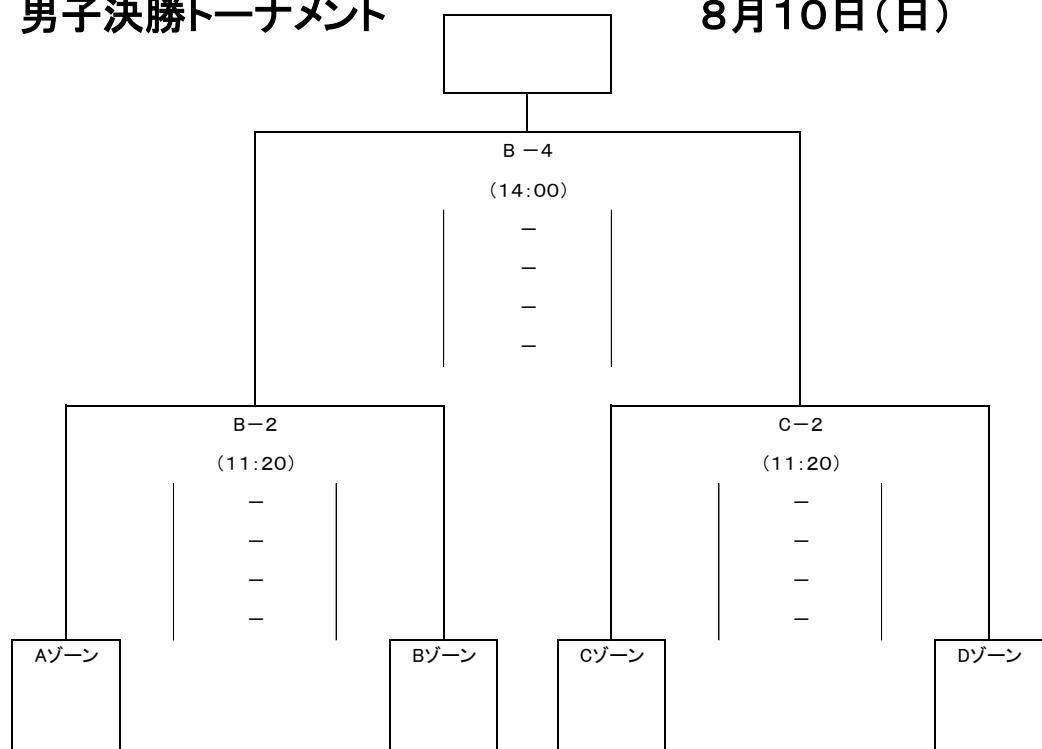 男子決勝トーナメント　８月１０日（日）
Ｂ－４
（１４：００）
－
－
－
－
Ｂ－２　Ｃ－２
（１１：２０）　（１１：２０）
－　－
－　－
－　－
－　－
Aゾーン　Bゾーン　Cゾーン　Dゾーン